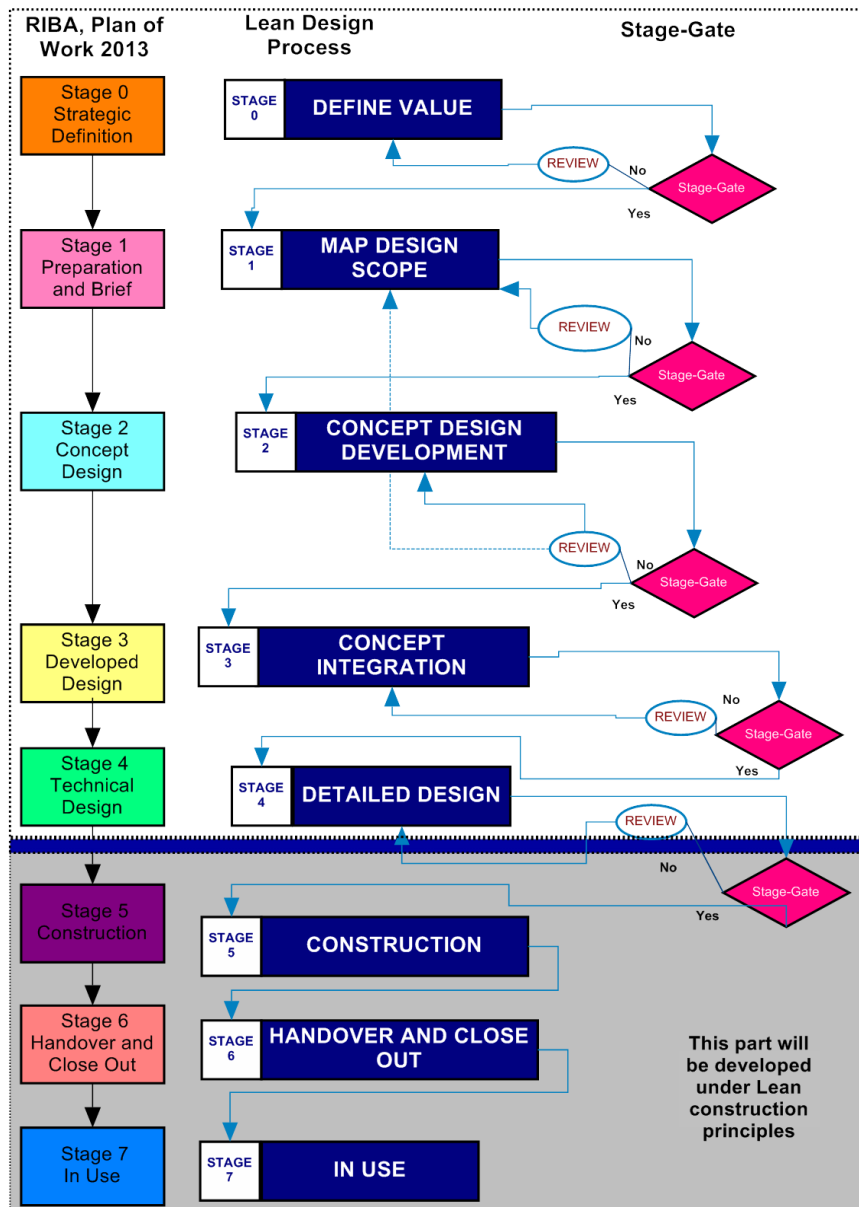 RIBA, Plan of
Work 2013
Lean Design
Process
Stage-Gate
Stage 0
Strategic
Definition
STAGE
0
DEFINE VALUE
REVIEW
No
Stage-Gate
Yes
Stage 1
Preparation
and Brief
STAGE
1
MAP DESIGN
SCOPE
REVIEW
No
Stage-Gate
Yes
Stage 2
Concept
Design
STAGE
2
CONCEPT DESIGN
DEVELOPMENT
REVIEW
No
Stage-Gate
Yes
Stage 3
Developed
Design
STAGE
3
CONCEPT
INTEGRATION
No
REVIEW
Stage-Gate
Yes
Stage 4
Technical
Design
STAGE
4
DETAILED DESIGN
REVIEW
No
Stage-Gate
Yes
Stage 5
Construction
STAGE
5
CONSTRUCTION
Stage 6
Handover and
Close Out
STAGE
6
HANDOVER AND CLOSE
OUT
This part will
be developed
under Lean
construction
principles
Stage 7
In Use
STAGE
7
IN USE